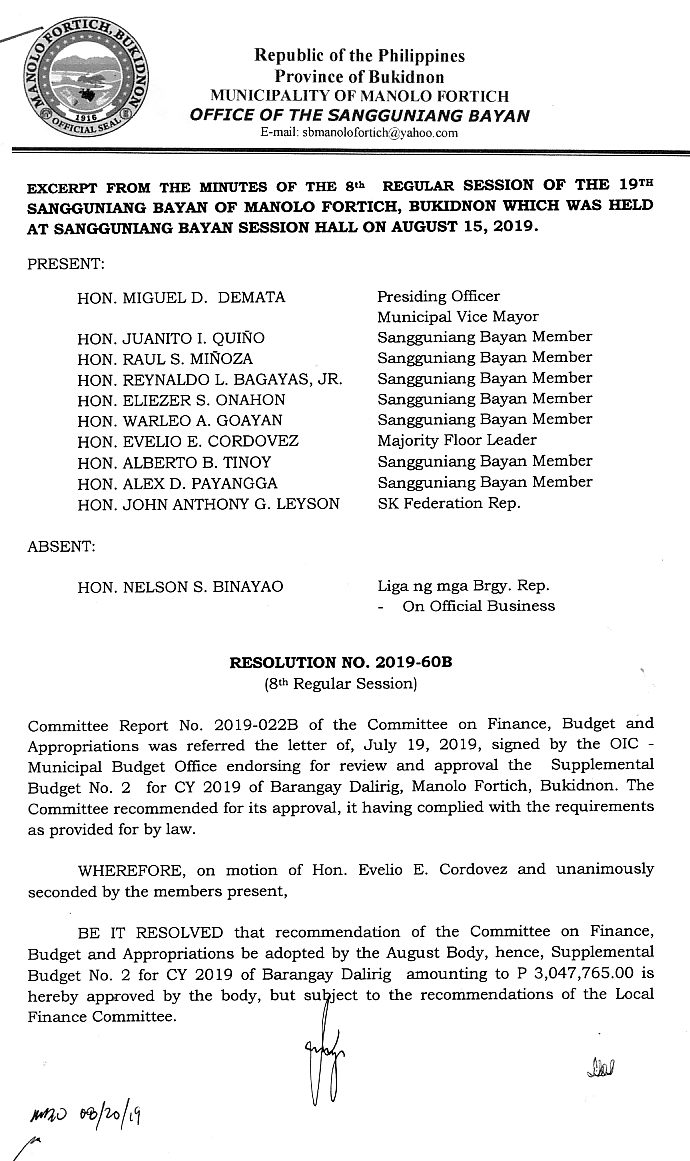 MANOLO FORTICH, BUKIDNON
1916
OFFICIAL SEAL
Republic of the Philippines
Province of Bukidnon
MUNICIPALITY OF MANOLO FORTICH
OFFICE OF THE SANGGUNIANG BAYAN
E-mail: sbmanolofortich@yahoo.com
EXCERPT FROM THE MINUTES OF THE 8th REGULAR SESSION OF THE 19TH
SANGGUNIANG BAYAN OF MANOLO FORTICH, BUKIDNON WHICH WAS HELD
AT SANGGUNIANG BAYAN SESSION HALL ON AUGUST 15, 2019.
PRESENT:
HON. MIGUEL D. DEMATA Presiding Officer
Municipal Vice Mayor
HON. JUANITO I. QUIÑO Sangguniang Bayan Member
HON. RAUL S. MIÑOZA Sangguniang Bayan Member
HON. REYNALDO L. BAGAYAS, JR. Sangguniang Bayan Member
HON. ELIEZER S. ONAHON Sangguniang Bayan Member
HON. WARLEO A. GOAYAN Sangguniang Bayan Member
HON. EVELIO E. CORDOVEZ Majority Floor Leader
HON. ALBERTO B. TINOY Sangguniang Bayan Member
HON. ALEX D. PAYANGGA Sangguniang Bayan Member
HON. JOHN ANTHONY G. LEYSON SK Federation Rep.
ABSENT:
HON. NELSON S. BINAYAO Liga ng mga Brgy. Rep.
- On Official Business
RESOLUTION NO. 2019-60B
(8th Regular Session)
Committee Report No. 2019-022B of the Committee on Finance, Budget and
Appropriations was referred the letter of, July 19, 2019, signed by the OIC -
Municipal Budget Office endorsing for review and approval the Supplemental
Budget No. 2 for CY 2019 of Barangay Dalirig, Manolo Fortich, Bukidnon. The
Committee recommended for its approval, it having complied with the requirements
as provided for by law.
WHEREFORE, on motion of Hon. Evelio E. Cordovez and unanimously
seconded by the members present,
BE IT RESOLVED that recommendation of the Committee on Finance,
Budget and Appropriations be adopted by the August Body, hence, Supplemental
Budget No. 2 for CY 2019 of Barangay Dalirig amounting to P 3,047,765.00 is
hereby approved by the body, but subject to the recommendations of the Local
Finance Committee.
08/20/19